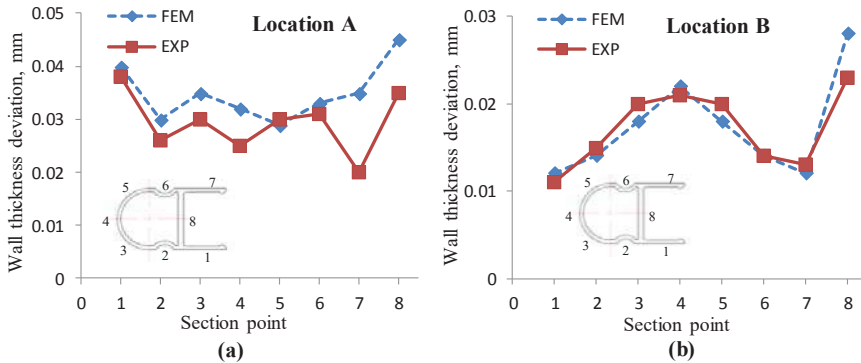 0.05
0.04
0.03
0.02
0.01
0
Wall thickness deviation, mm
FEM
EXP
Location A
5 6 7
4 8
3 2 1
0 1 2 3 4 5 6 7 8
Section point
(a)
0.03
0.02
0.01
0.00
Wall thickness deviation, mm
FEM
EXP
Location B
5 6 7
4 8
3 2 1
0 1 2 3 4 5 6 7 8
Section point
(b)